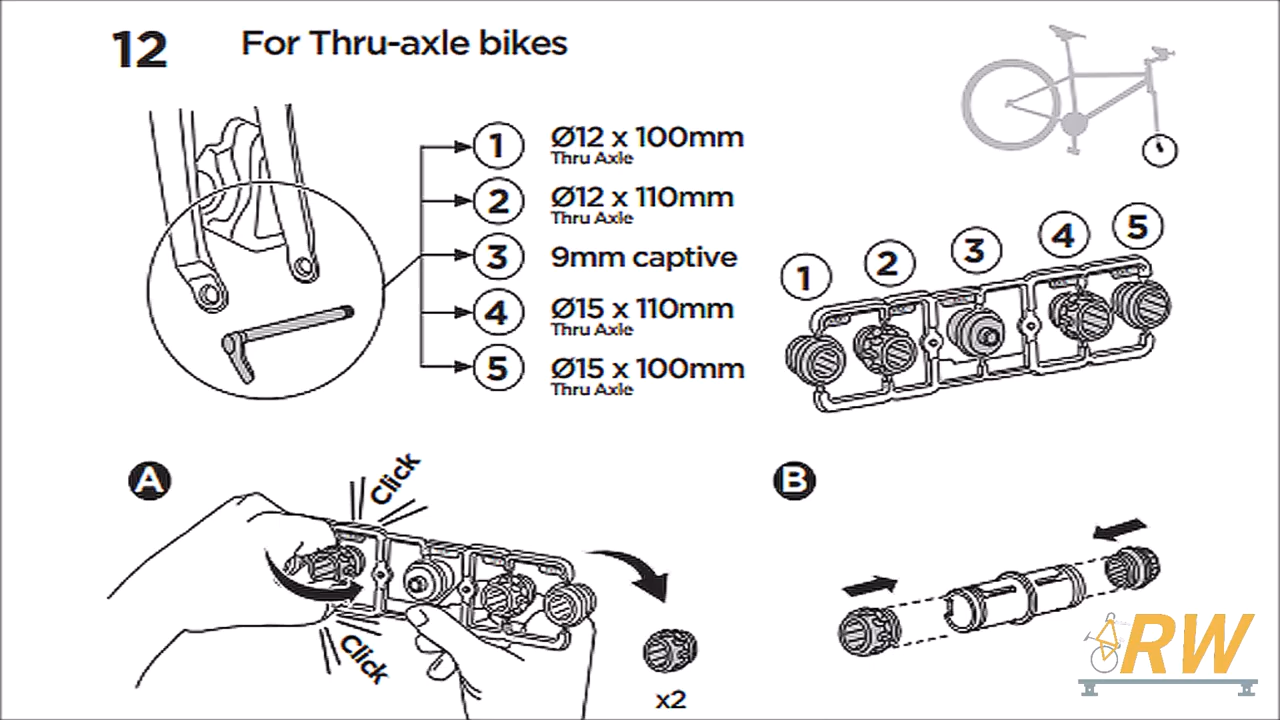 12 For Thru-axle bikes
1 Ø12 x 100mm
Thru Axle
2 Ø12 x 110mm
Thru Axle
3 9mm captive
4 Ø15 x 110mm
Thru Axle
5 Ø15 x 100mm
Thru Axle
1 2 3 4 5
A
Click
Click
x2
B
RW